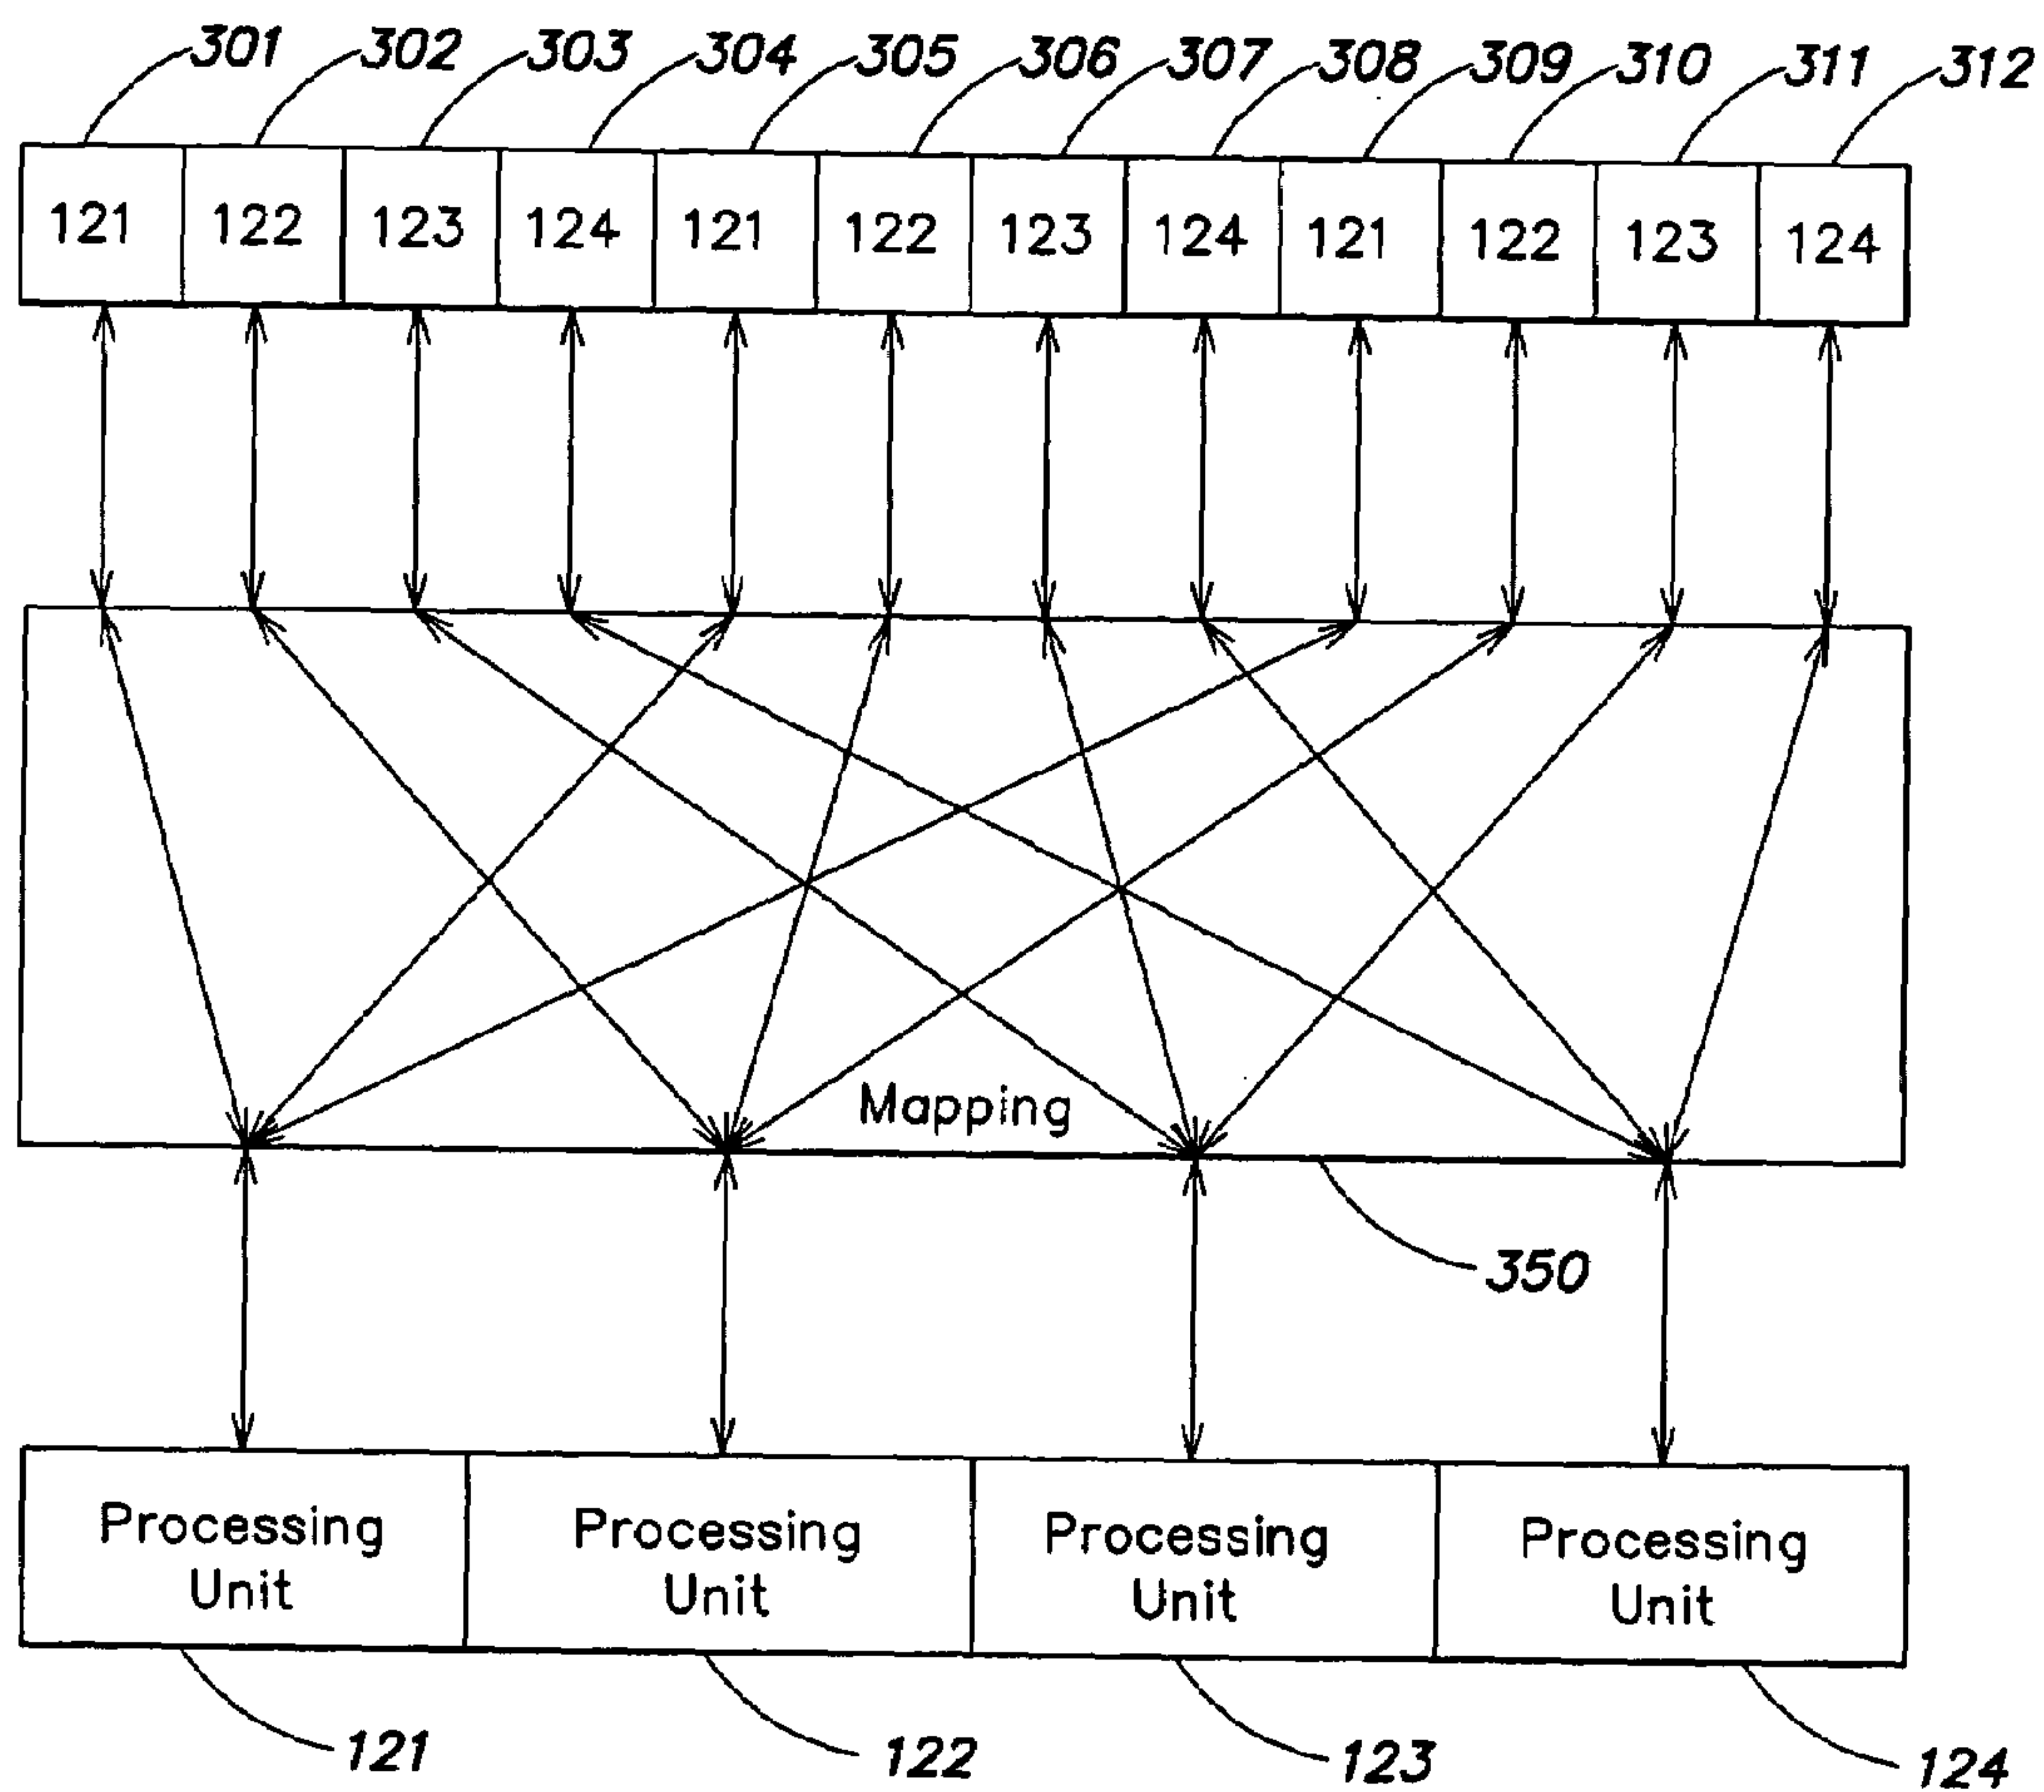 301 302 303 304 305 306 307 308 309 310 311 312
121 122 123 124 121 122 123 124 121 122 123 124
Mapping
350
Processing Unit
Processing Unit
Processing Unit
Processing Unit
121 122 123 124